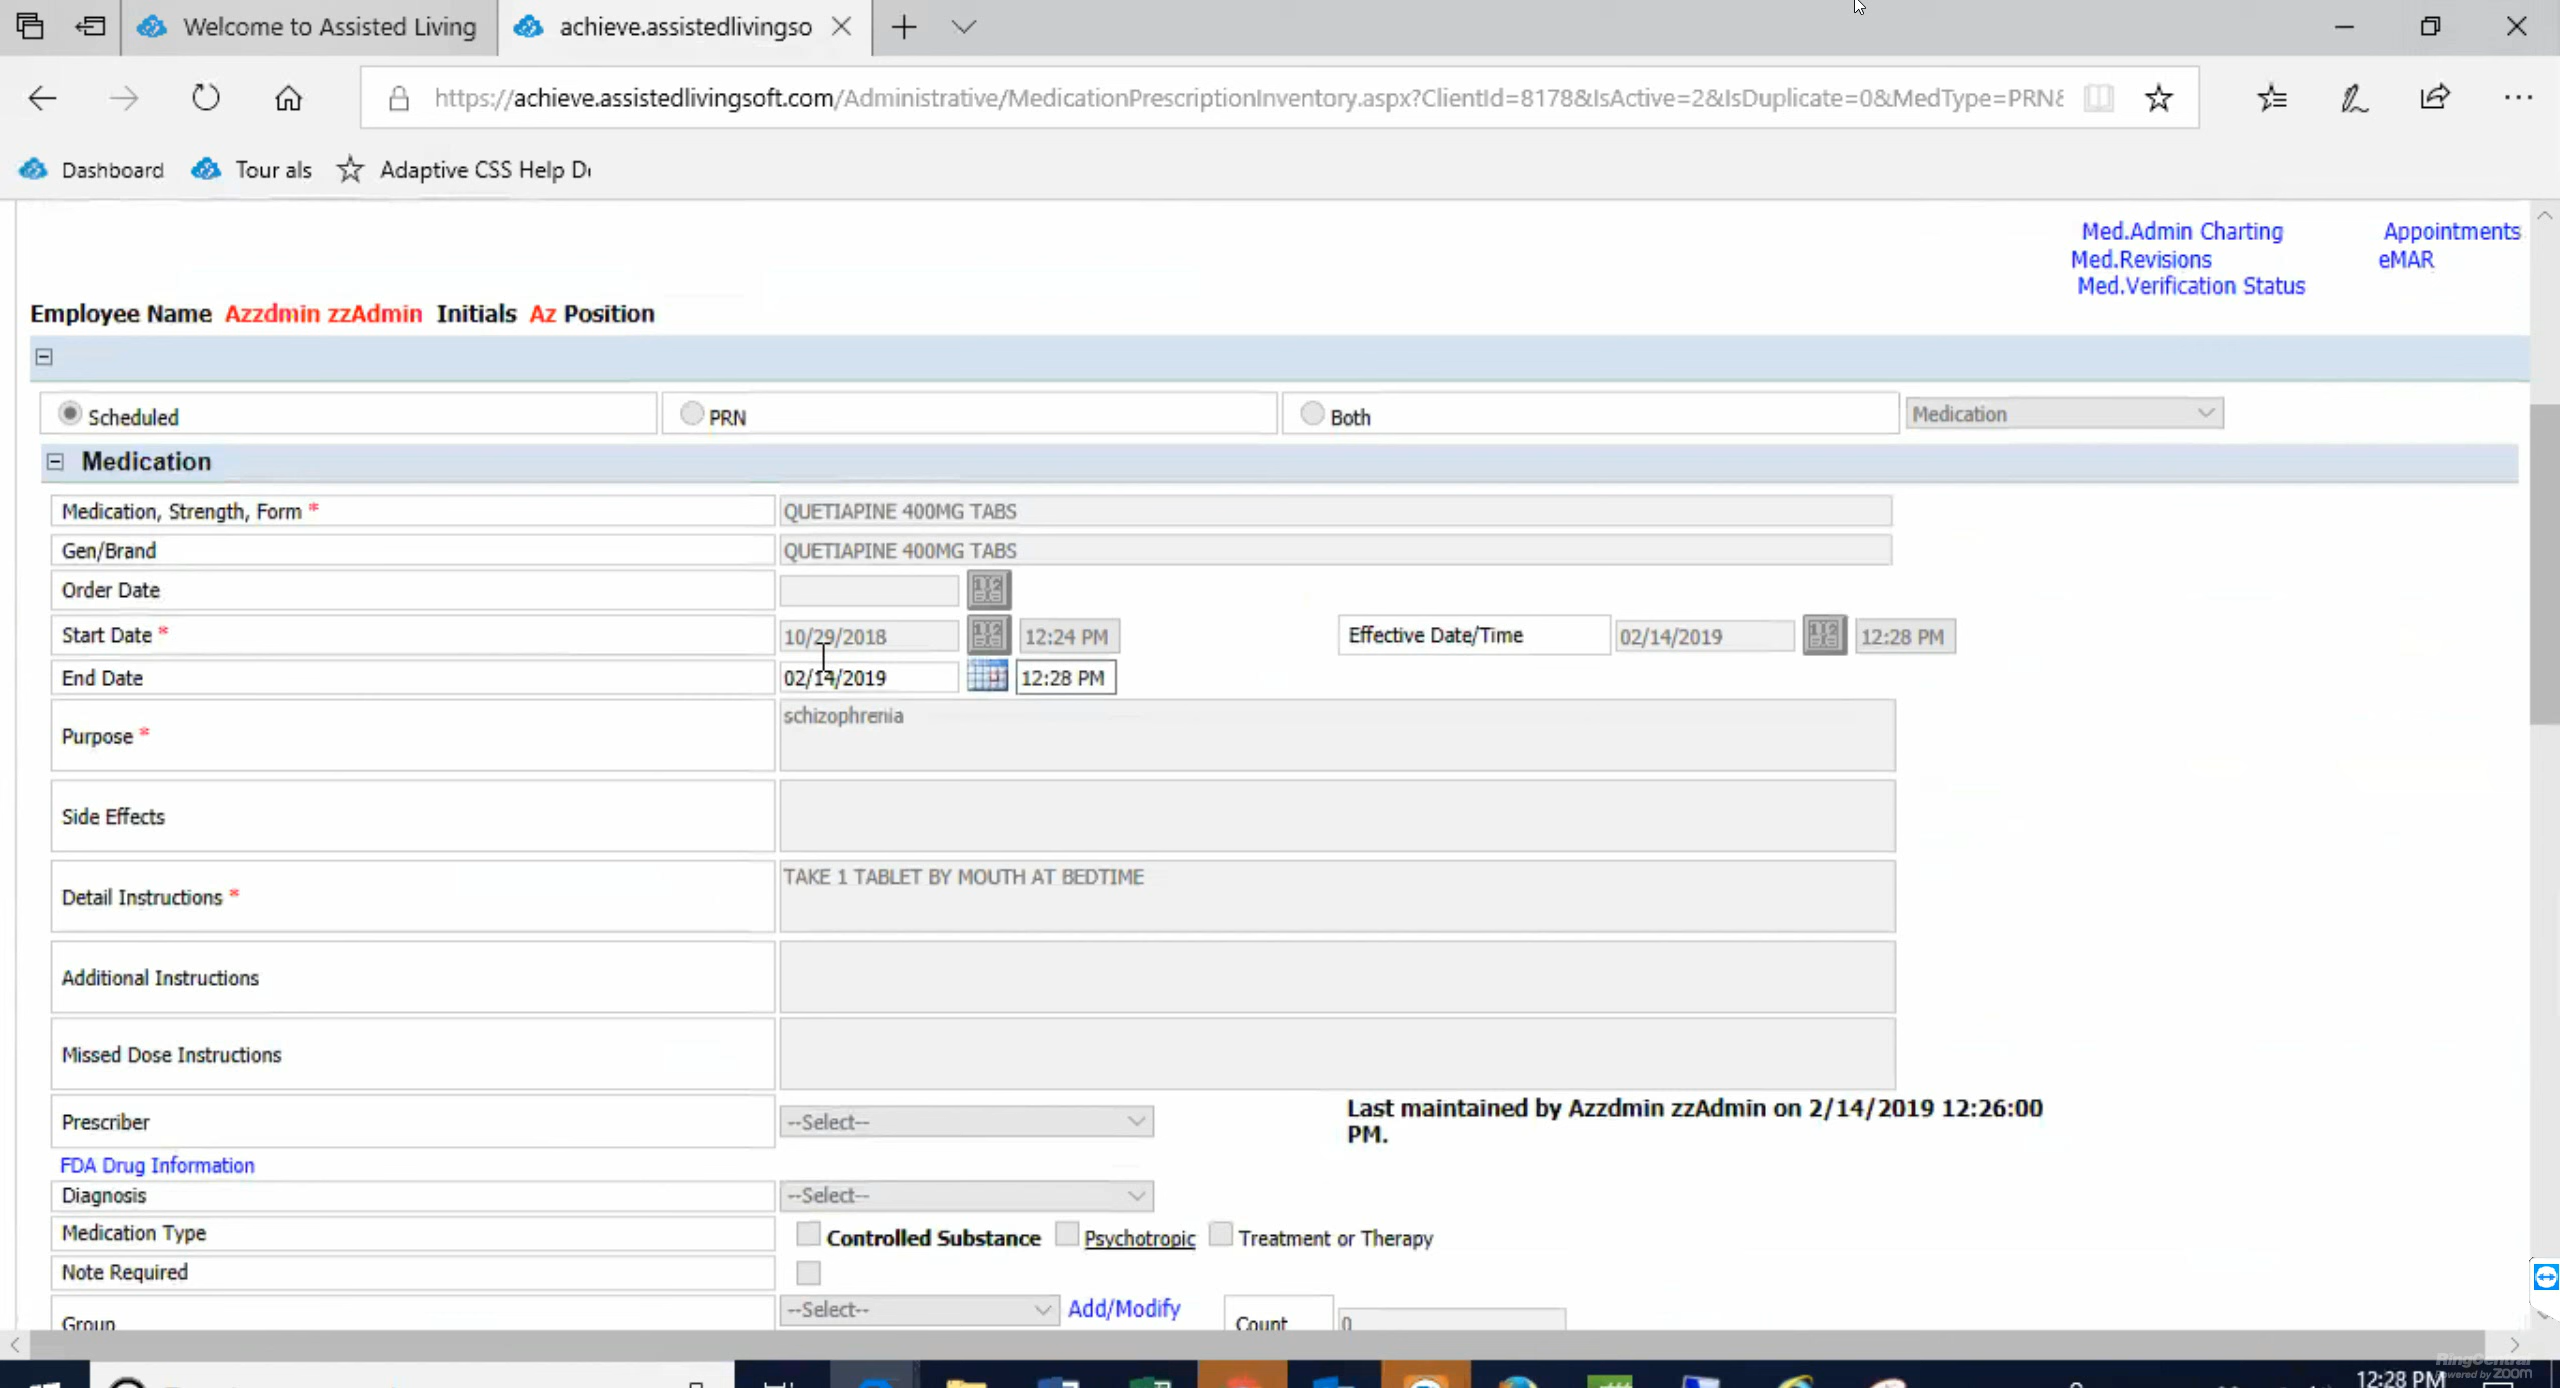 Welcome to Assisted Living
achieve.assistedlivingso
https://achieve.assistedlivingsoft.com/Administrative/MedicationPrescriptionInventory.aspx?ClientId=8178&IsActive=2&IsDuplicate=0&MedType=PRN&
Dashboard Tour als Adaptive CSS Help De
Med.Admin Charting Appointments
Med.Revisions eMAR
Med.Verification Status
Employee Name Azzdmin zzAdmin Initials Az Position
Scheduled PRN Both Medication
Medication
Medication, Strength, Form * QUETIAPINE 400MG TABS
Gen/Brand QUETIAPINE 400MG TABS
Order Date
Start Date * 10/29/2018 12:24 PM Effective Date/Time 02/14/2019 12:28 PM
End Date 02/14/2019 12:28 PM
Purpose * schizophrenia
Side Effects
Detail Instructions * TAKE 1 TABLET BY MOUTH AT BEDTIME
Additional Instructions
Missed Dose Instructions
Last maintained by Azzdmin zzAdmin on 2/14/2019 12:26:00
PM.
Prescriber --Select--
FDA Drug Information
Diagnosis --Select--
Medication Type Controlled Substance Psychotropic Treatment or Therapy
Note Required
Group --Select-- Add/Modify Count 0
RingCentral
Powered by zoom
12:28 PM